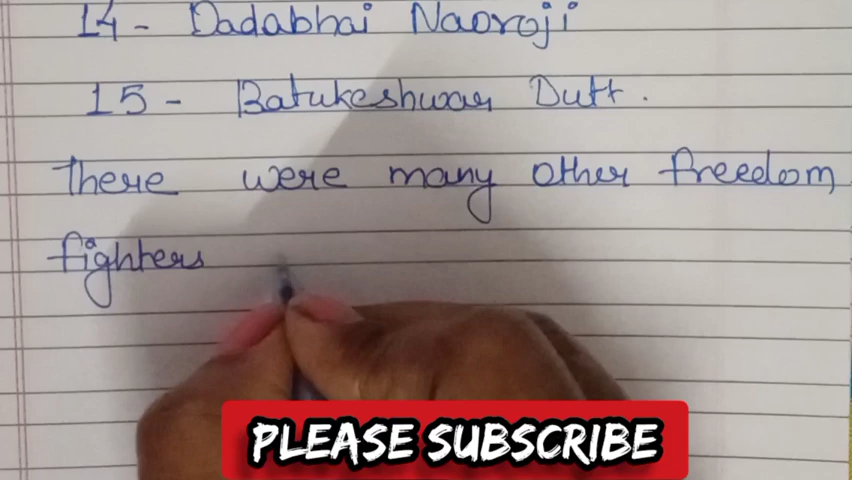 14 - Dadabhai Naoroji
15 - Batukeshwar Dutt.
There were many other freedom
fighters
PLEASE SUBSCRIBE